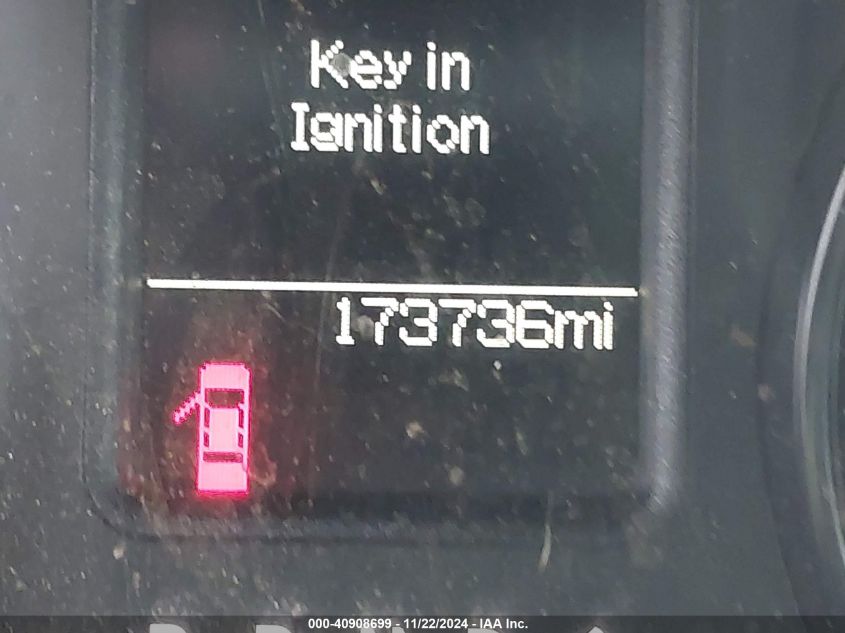 Key in
Ignition
173736mi
000-40908699 - 11/22/2024 - IAA Inc.